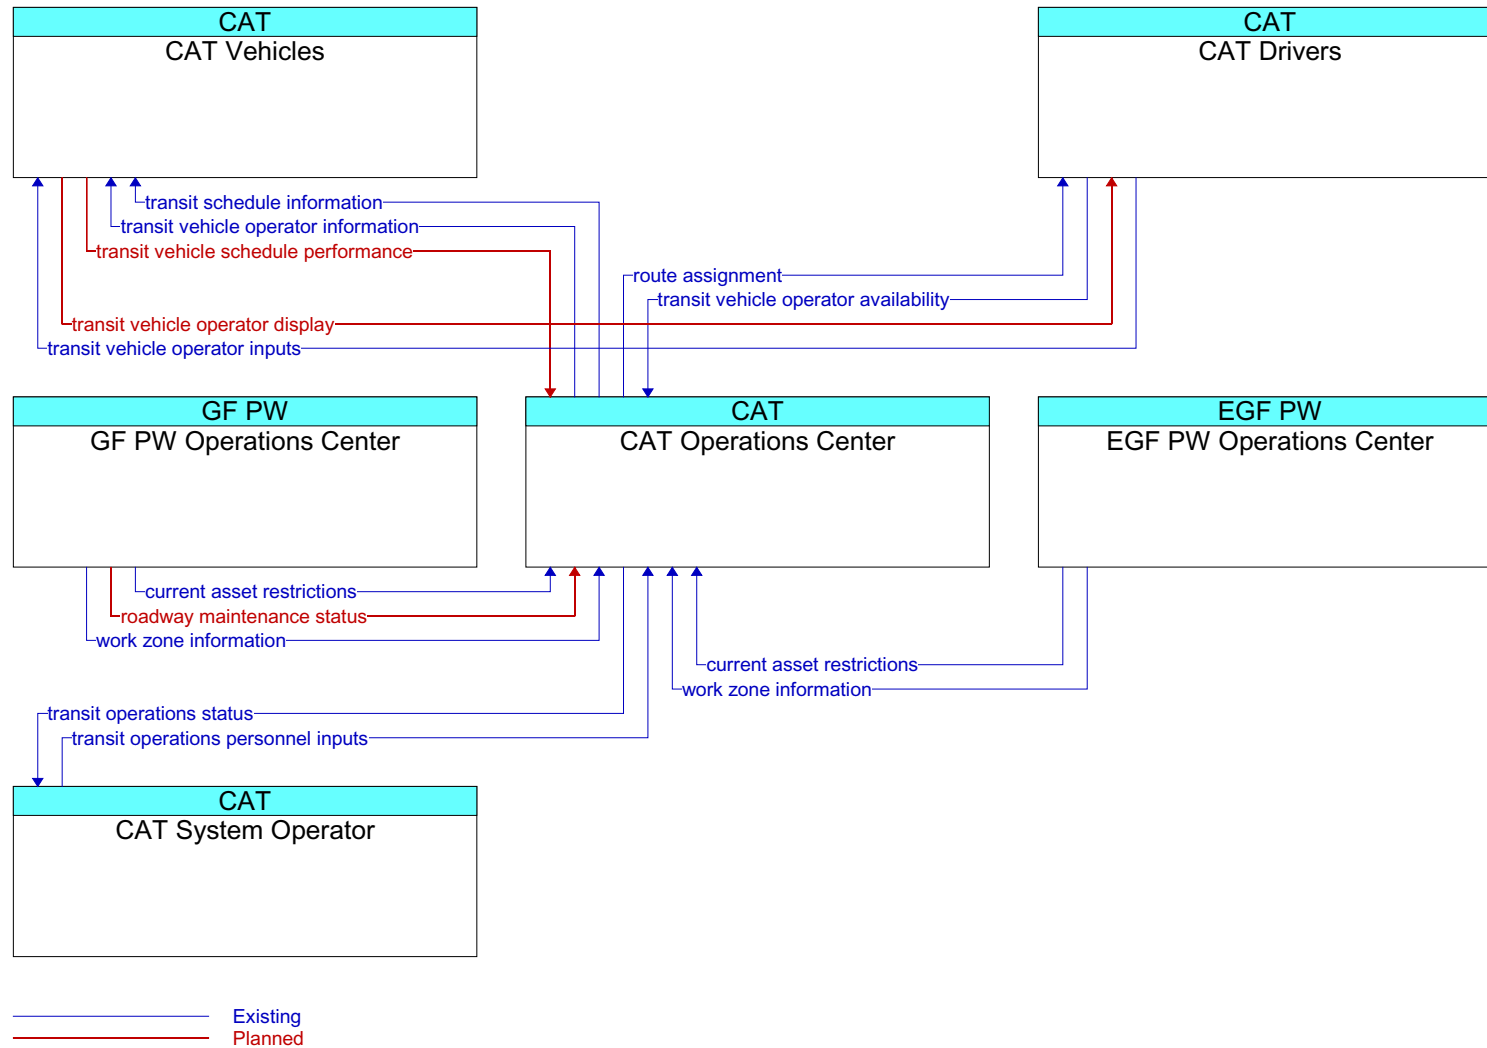 CAT
CAT Vehicles
CAT
CAT Drivers
transit schedule information
transit vehicle operator information
transit vehicle schedule performance
route assignment
transit vehicle operator availability
transit vehicle operator display
transit vehicle operator inputs
GF PW
GF PW Operations Center
CAT
CAT Operations Center
EGF PW
EGF PW Operations Center
current asset restrictions
roadway maintenance status
work zone information
current asset restrictions
work zone information
transit operations status
transit operations personnel inputs
CAT
CAT System Operator
Existing
Planned